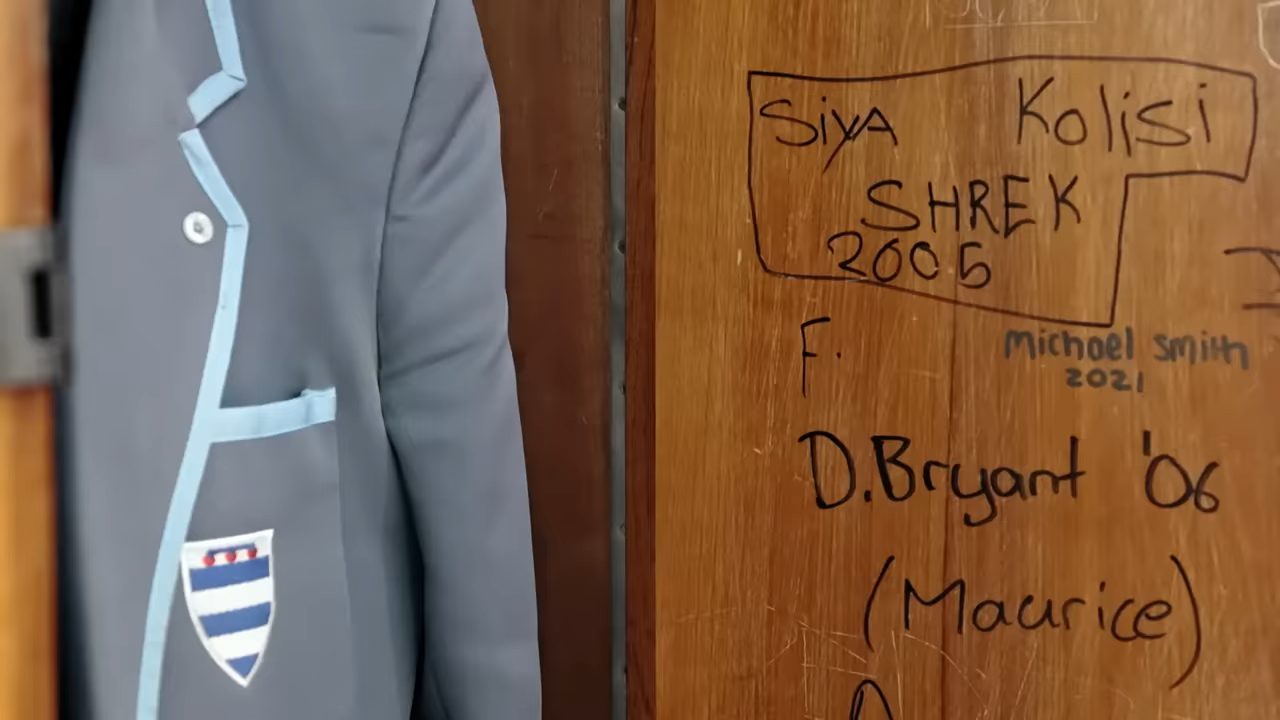 Siya Kolisi
SHREK
2005
F.
Michael Smith
2021
D.Bryant '06
(Maurice)